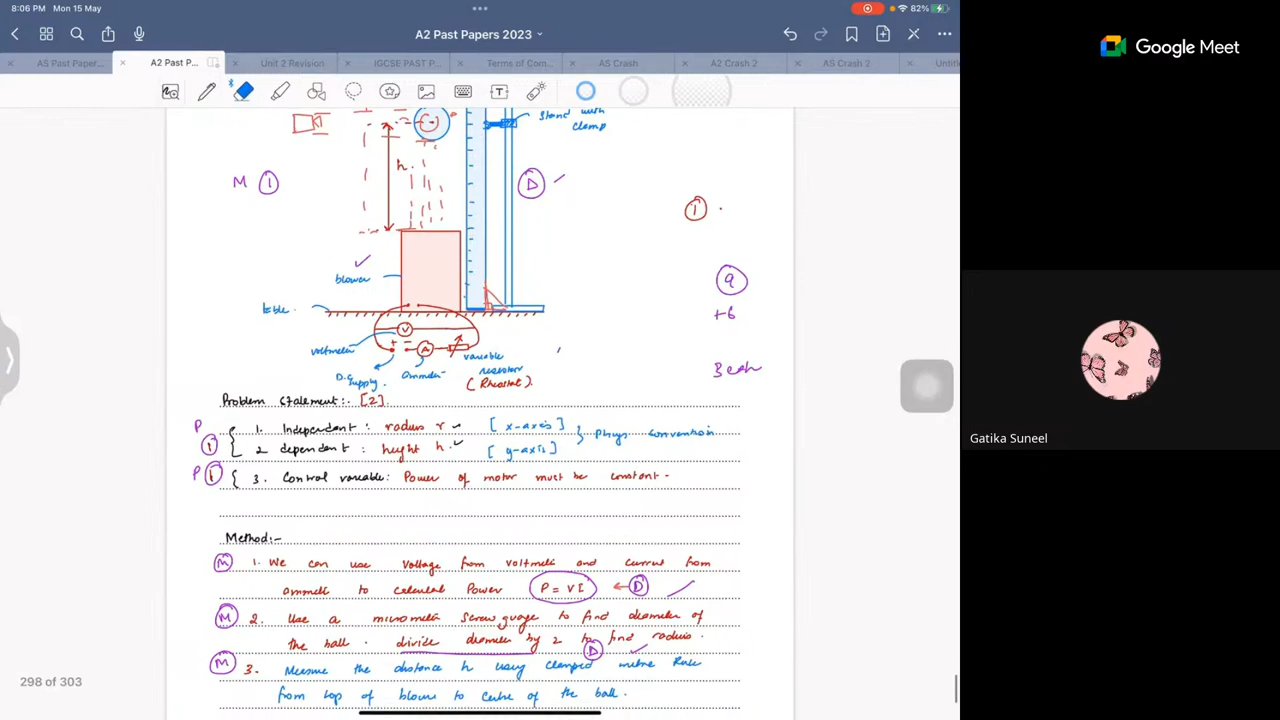 8:06 PM Mon 15 May
82%
A2 Past Papers 2023
AS Past Paper...
A2 Past P...
Unit 2 Revision
IGCSE PAST P...
Terms of Com...
AS Crash
A2 Crash 2
AS Crash 2
Untit
Google Meet
Stand with
clamp
h
M 1
D
1
blower
9
+6
table
voltmeter
V
+ -
A
D.C supply
Ammeter
variable
resistor
(Rheostat).
Problem statement:- [2].
P 1. Independent : radius r [x-axis]
1 2 dependent : height h. [y-axis] } Phys convention
P 1 { 3. Control variable: Power of motor must be constant-
Method:-
M 1. We can use voltage from voltmeter and current from
ammeter to calculate Power P = VI ← D
M 2. Use a micrometer screw guage to find diameter of
the ball. divide diameter by 2 to find radius.
D
M 3. Measure the distance h using clamped metre Rule
from top of blower to centre of the ball.
298 of 303
Gatika Suneel